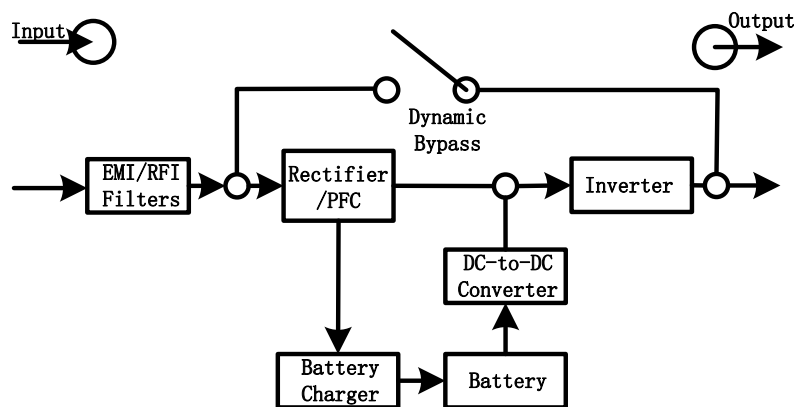 Input
Output
Dynamic
Bypass
EMI/RFI
Filters
Rectifier
/PFC
Inverter
DC-to-DC
Converter
Battery
Charger
Battery